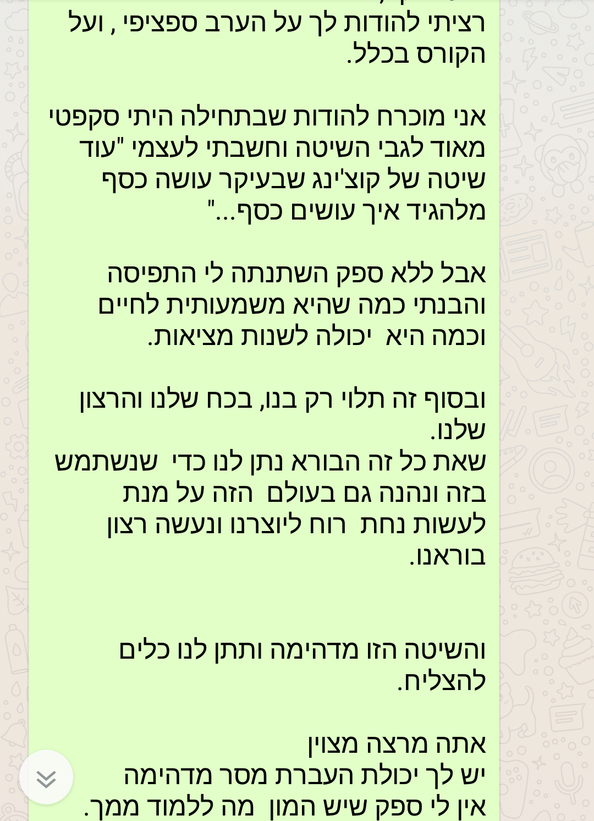 רציתי להודות לך על הערב ספציפי , ועל
הקורס בכלל.
אני מוכרח להודות שבתחילה היתי סקפטי
מאוד לגבי השיטה וחשבתי לעצמי "עוד
שיטה של קוצ'ינג שבעיקר עושה כסף
מלהגיד איך עושים כסף..."
אבל ללא ספק השתנתה לי התפיסה
והבנתי כמה שהיא משמעותית לחיים
וכמה היא  יכולה לשנות מציאות.
ובסוף זה תלוי רק בנו, בכח שלנו והרצון
שלנו.
שאת כל זה הבורא נתן לנו כדי  שנשתמש
בזה ונהנה גם בעולם  הזה על מנת
לעשות נחת  רוח ליוצרנו ונעשה רצון
בוראנו.
והשיטה הזו מדהימה ותתן לנו כלים
להצליח.
אתה מרצה מצוין
יש לך יכולת העברת מסר מדהימה
אין לי ספק שיש המון  מה ללמוד ממך.